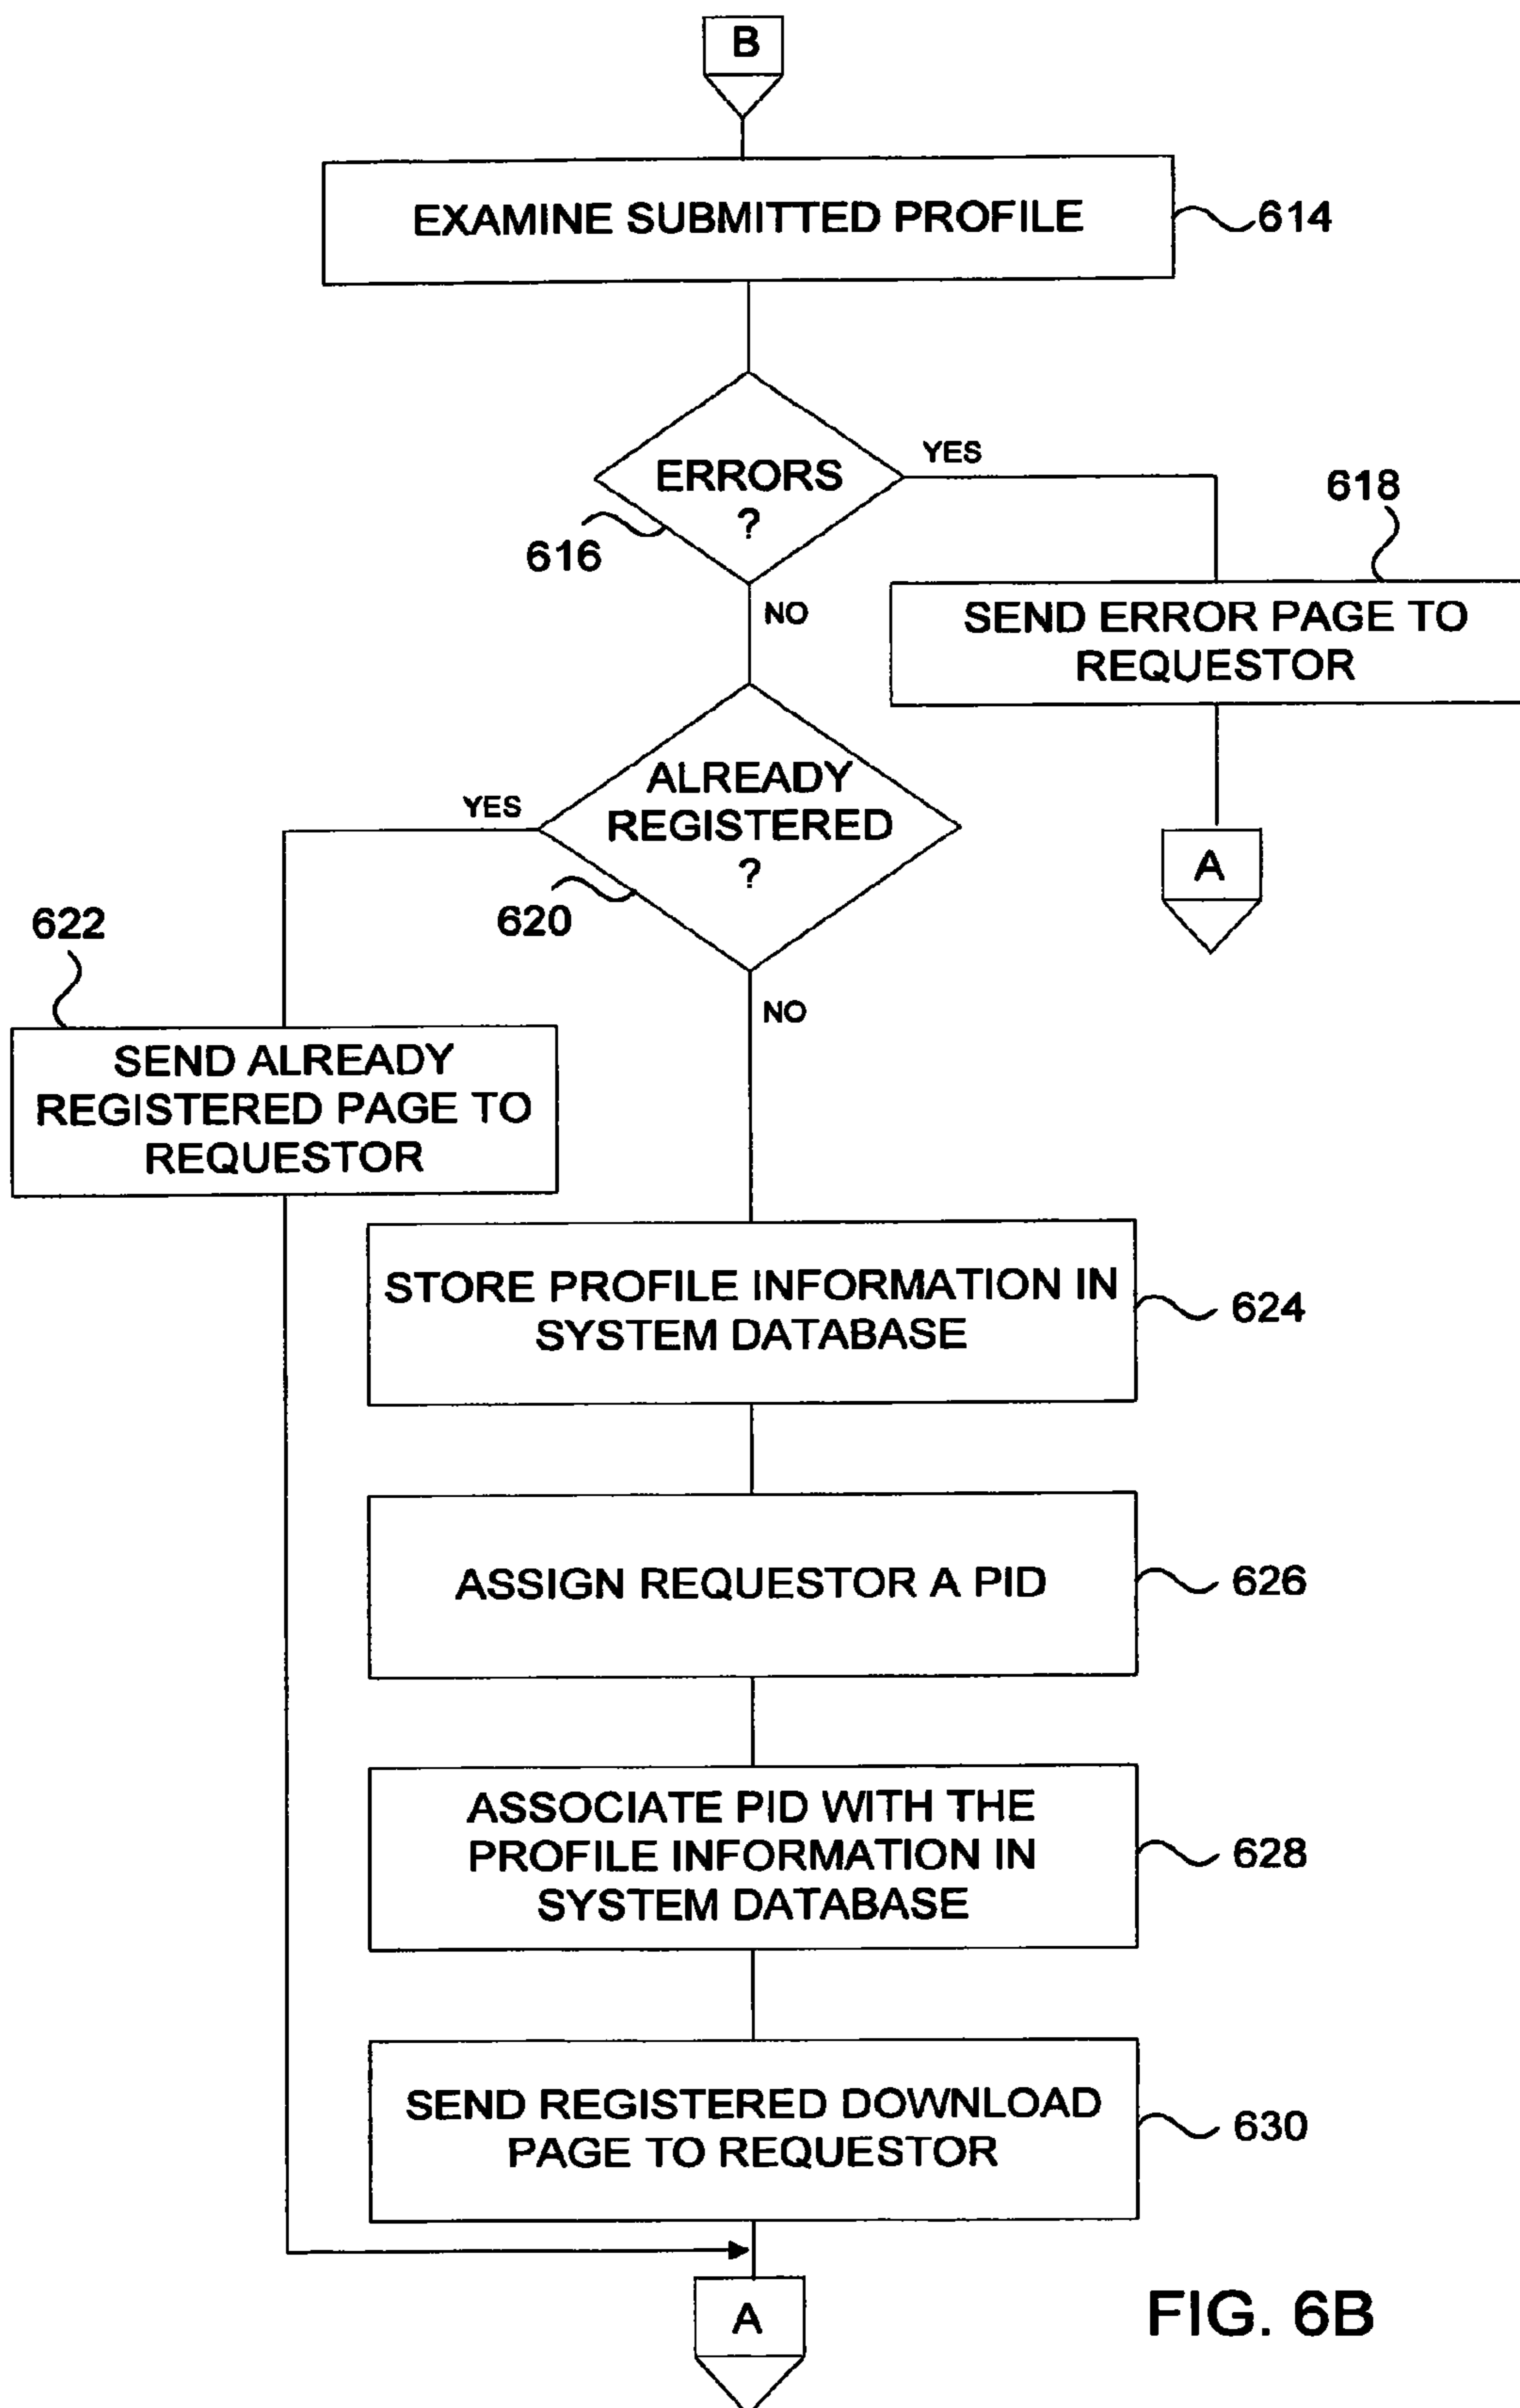 B
EXAMINE SUBMITTED PROFILE
614
ERRORS
?
YES
616
618
NO
SEND ERROR PAGE TO
REQUESTOR
ALREADY
REGISTERED
?
YES
620
A
622
NO
SEND ALREADY
REGISTERED PAGE TO
REQUESTOR
STORE PROFILE INFORMATION IN
SYSTEM DATABASE
624
ASSIGN REQUESTOR A PID
626
ASSOCIATE PID WITH THE
PROFILE INFORMATION IN
SYSTEM DATABASE
628
SEND REGISTERED DOWNLOAD
PAGE TO REQUESTOR
630
A
FIG. 6B